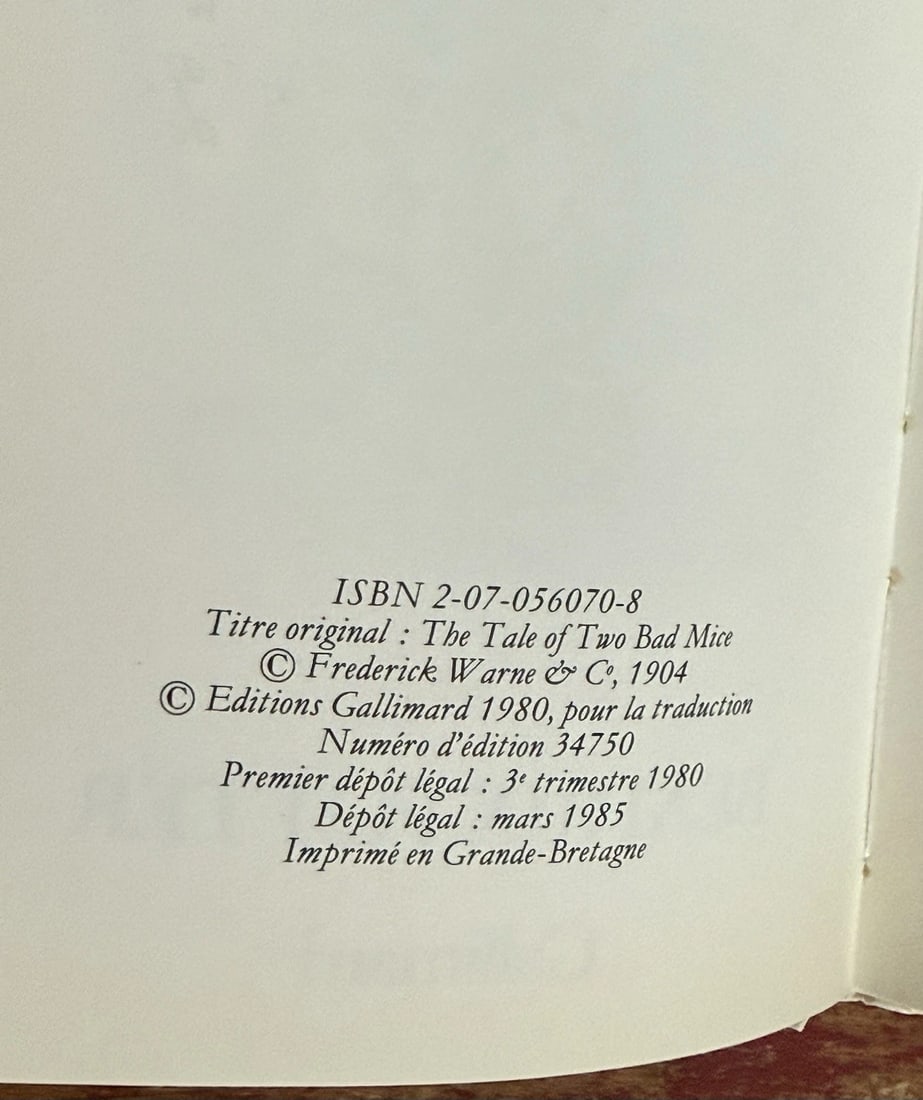 ISBN 2-07-056070-8
Titre original : The Tale of Two Bad Mice
© Frederick Warne & Cº, 1904
© Editions Gallimard 1980, pour la traduction
Numéro d'édition 34750
Premier dépôt légal : 3ᵉ trimestre 1980
Dépôt légal : mars 1985
Imprimé en Grande-Bretagne